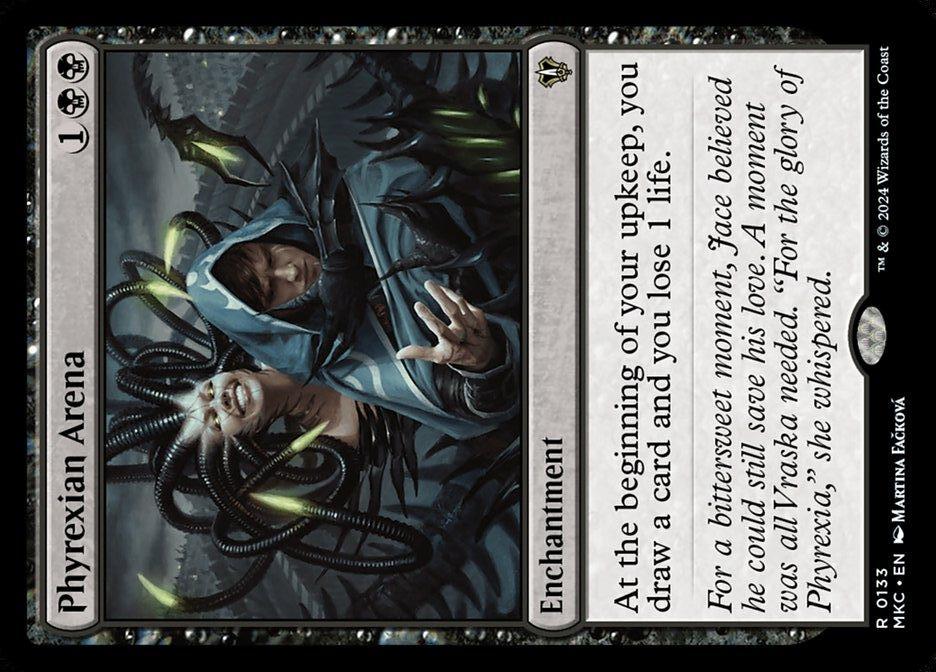 Phyrexian Arena 1
Enchantment
At the beginning of your upkeep, you
draw a card and you lose 1 life.
For a bittersweet moment, Jace believed
he could still save his love. A moment
was all Vraska needed. “For the glory of
Phyrexia,” she whispered.
R 0133
MKC • EN Martina Fačková
™ & © 2024 Wizards of the Coast